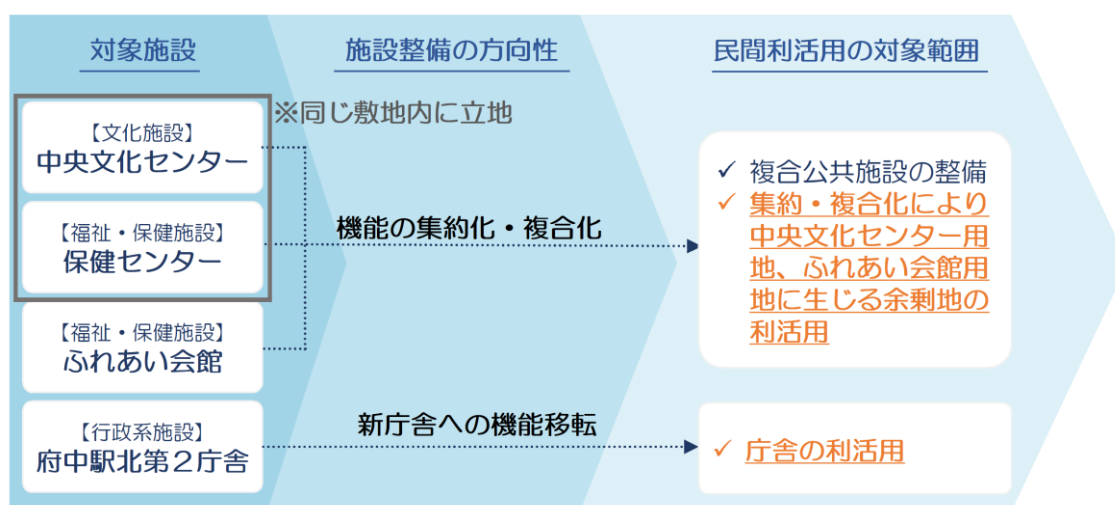 対象施設
施設整備の方向性
民間利活用の対象範囲
※同じ敷地内に立地
【文化施設】
中央文化センター
【福祉・保健施設】
保健センター
【福祉・保健施設】
ふれあい会館
【行政系施設】
府中駅北第2庁舎
機能の集約化・複合化
新庁舎への機能移転
✓ 複合公共施設の整備
✓ 集約・複合化により
中央文化センター用
地、ふれあい会館用
地に生じる余剰地の
利活用
✓ 庁舎の利活用